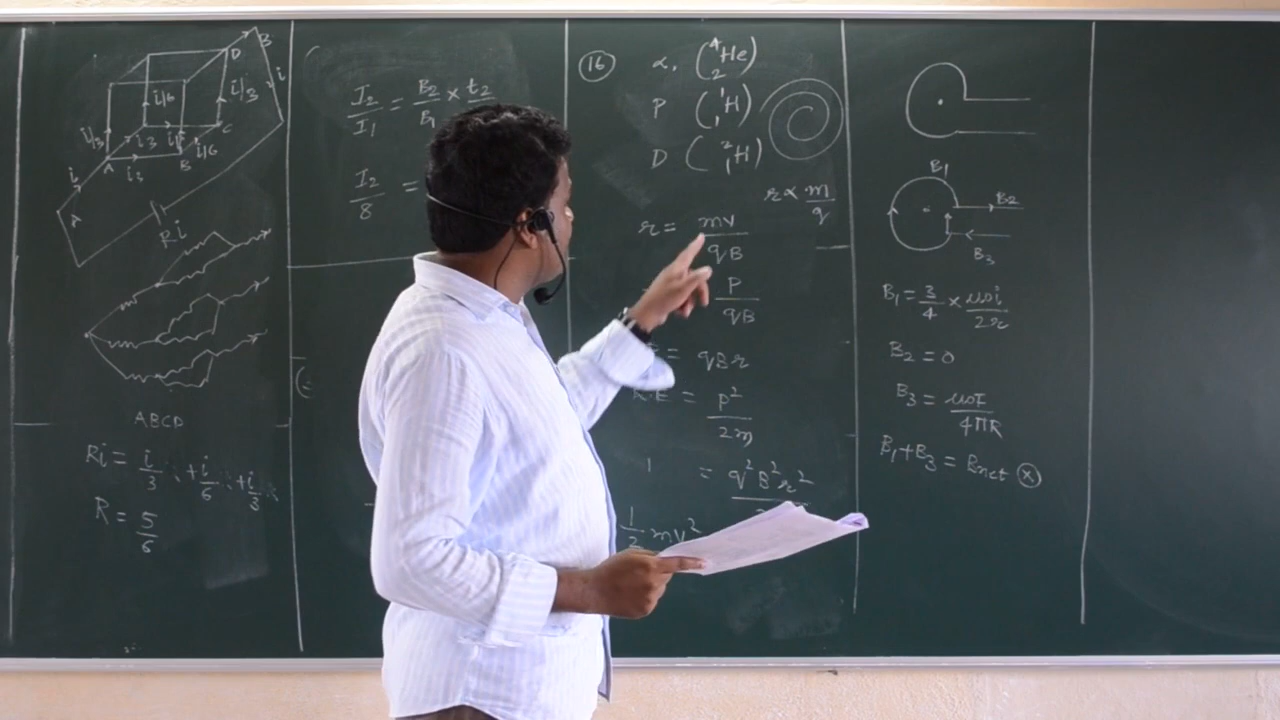 B
D
i
i/6
i/3
i/3
i/3
i/6
C
A
i/3
B
i/6
i
A
Ri
ABCD
Ri = i/3 + i/6 + i/3
R = 5/6
I2/I1 = B2/B1 × t2
I2/8 =
16
α, (⁴₂He)
P (¹₁H)
D (²₁H)
r ∝ m/q
r = mv/qB
P/qB
= qBr
K.E = P²/2m
= q²B²r²
1/2 mv²
B1
B2
B3
B1 = 3/4 × μ0i/2r
B2 = 0
B3 = μ0I/4πR
B1 + B3 = Bnet ⊗